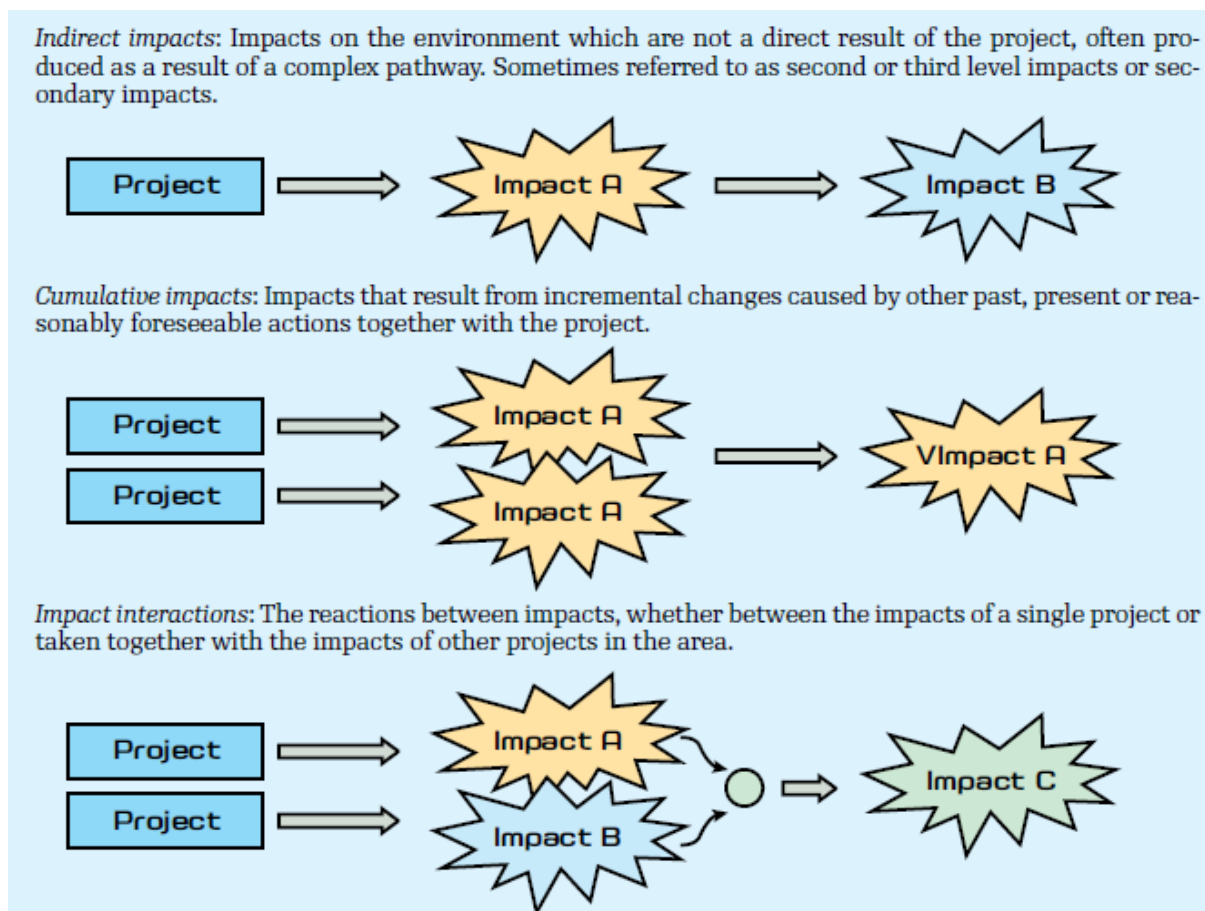 Indirect impacts: Impacts on the environment which are not a direct result of the project, often pro-
duced as a result of a complex pathway. Sometimes referred to as second or third level impacts or sec-
ondary impacts.
Project
Impact A
Impact B
Cumulative impacts: Impacts that result from incremental changes caused by other past, present or rea-
sonably foreseeable actions together with the project.
Project
Impact A
Project
Impact A
VImpact A
Impact interactions: The reactions between impacts, whether between the impacts of a single project or
taken together with the impacts of other projects in the area.
Project
Impact A
Project
Impact B
Impact C